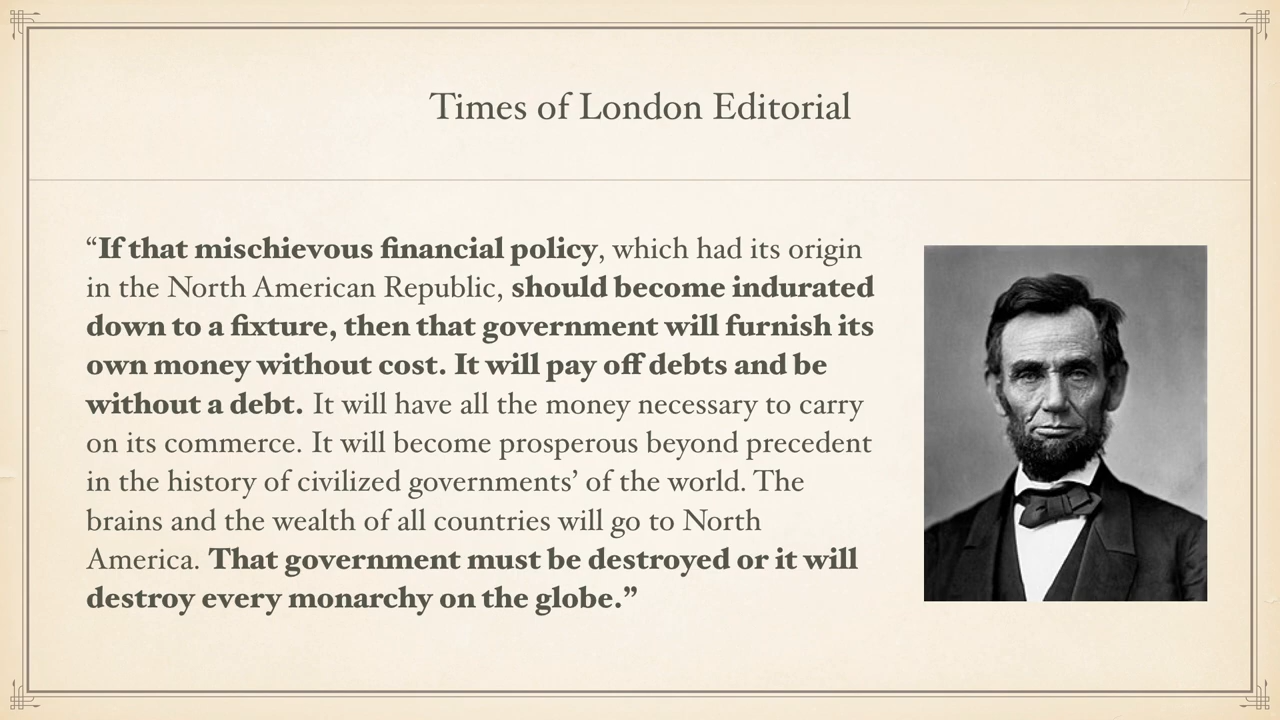 Times of London Editorial
“If that mischievous financial policy, which had its origin
in the North American Republic, should become indurated
down to a fixture, then that government will furnish its
own money without cost. It will pay off debts and be
without a debt. It will have all the money necessary to carry
on its commerce. It will become prosperous beyond precedent
in the history of civilized governments’ of the world. The
brains and the wealth of all countries will go to North
America. That government must be destroyed or it will
destroy every monarchy on the globe.”